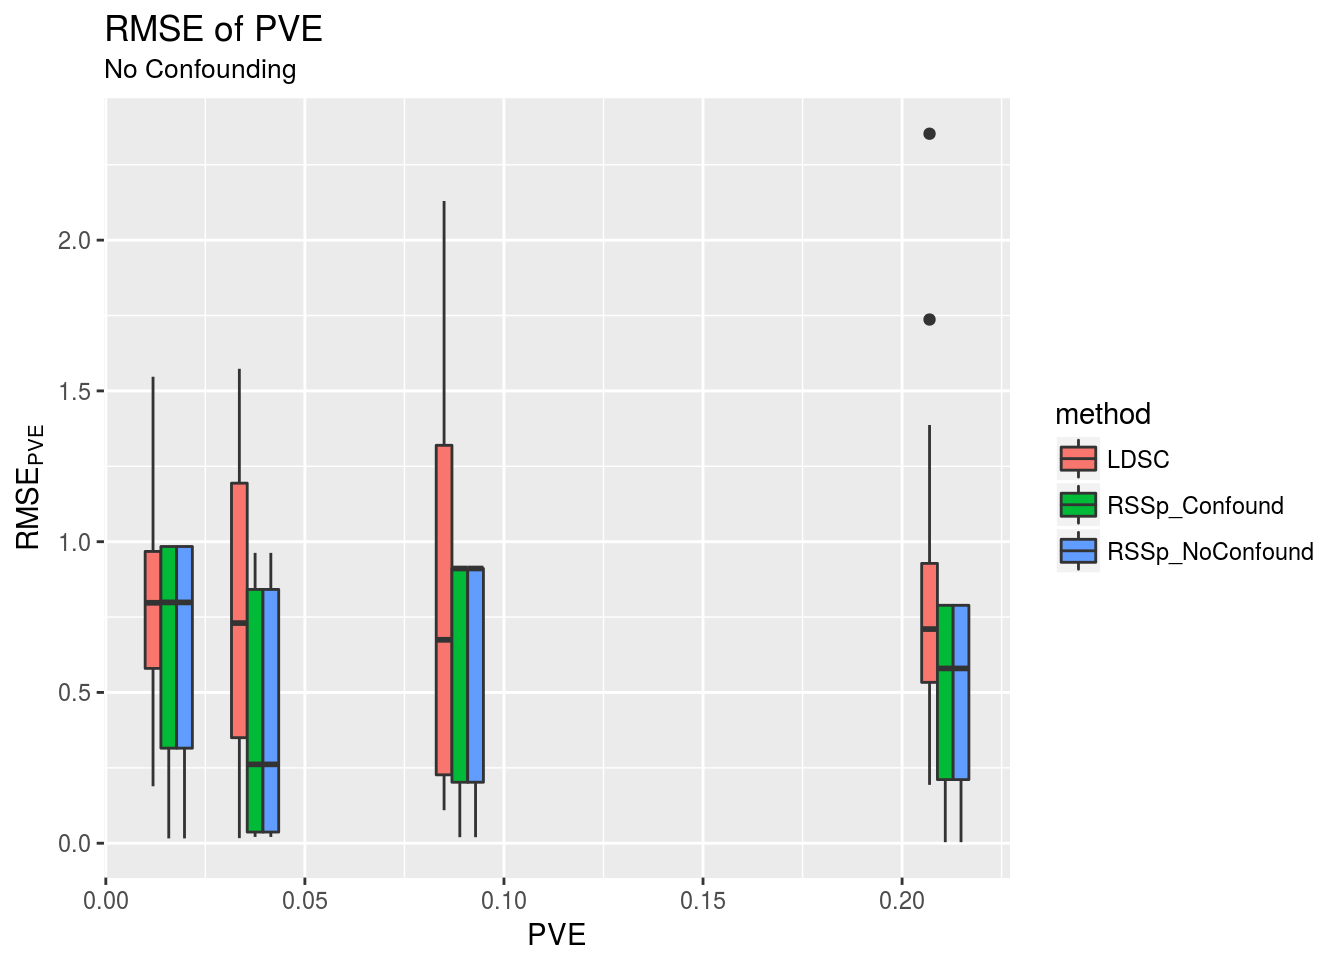 RMSE of PVE
No Confounding
RMSE_PVE
2.0
1.5
1.0
0.5
0.0
0.00 0.05 0.10 0.15 0.20
PVE
method
LDSC
RSSp_Confound
RSSp_NoConfound